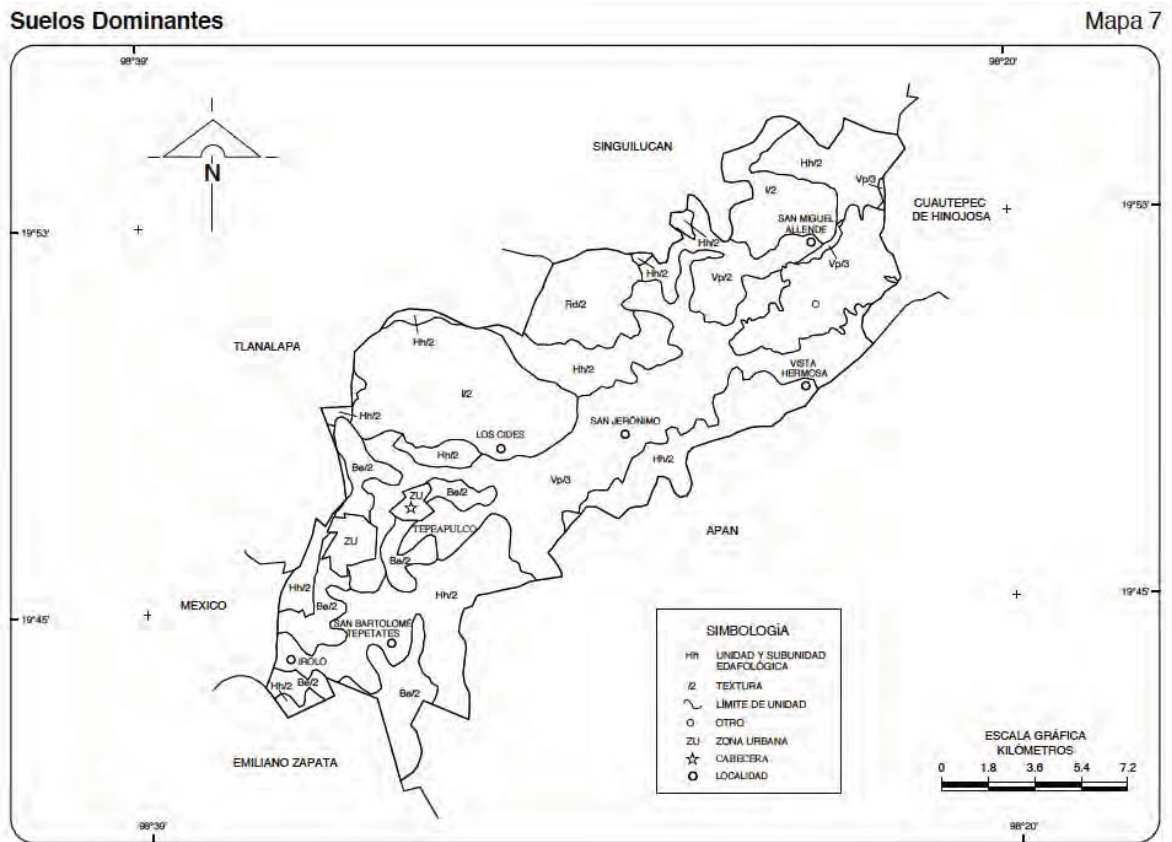 Suelos Dominantes
Mapa 7
98°39'
98°20'
N
SINGUILUCAN
Hh/2
Vp/3
I/2
CUAUTEPEC
DE HINOJOSA
19°53'
SAN MIGUEL
ALLENDE
19°53'
Hh/2
Vp/3
Hh/2
Vp/2
Rd/2
TLANALAPA
Hh/2
Hh/2
VISTA
HERMOSA
I/2
Hh/2
SAN JERÓNIMO
LOS CIDES
Hh/2
Hh/2
Be/2
Vp/3
ZU
Be/2
TEPEAPULCO
APAN
ZU
Be/2
Hh/2
Hh/2
MÉXICO
Be/2
19°45'
19°45'
SAN BARTOLOMÉ
TEPETATES
IROLO
Hh/2
Be/2
Be/2
EMILIANO ZAPATA
SIMBOLOGÍA
Hh UNIDAD Y SUBUNIDAD
EDAFOLÓGICA
/2 TEXTURA
LÍMITE DE UNIDAD
OTRO
ZU ZONA URBANA
CABECERA
LOCALIDAD
ESCALA GRÁFICA
KILÓMETROS
0 1.8 3.6 5.4 7.2
98°39'
98°20'